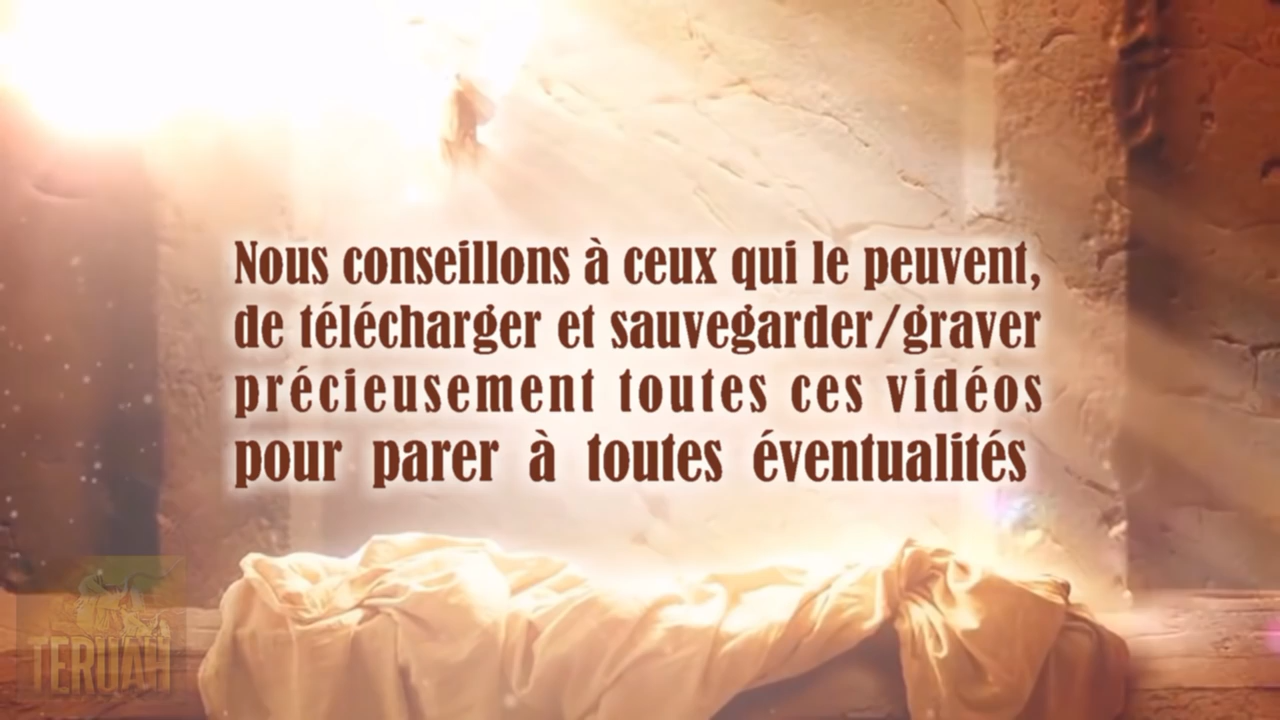 Nous conseillons à ceux qui le peuvent,
de télécharger et sauvegarder/graver
précieusement toutes ces vidéos
pour parer à toutes éventualités
TERUAH